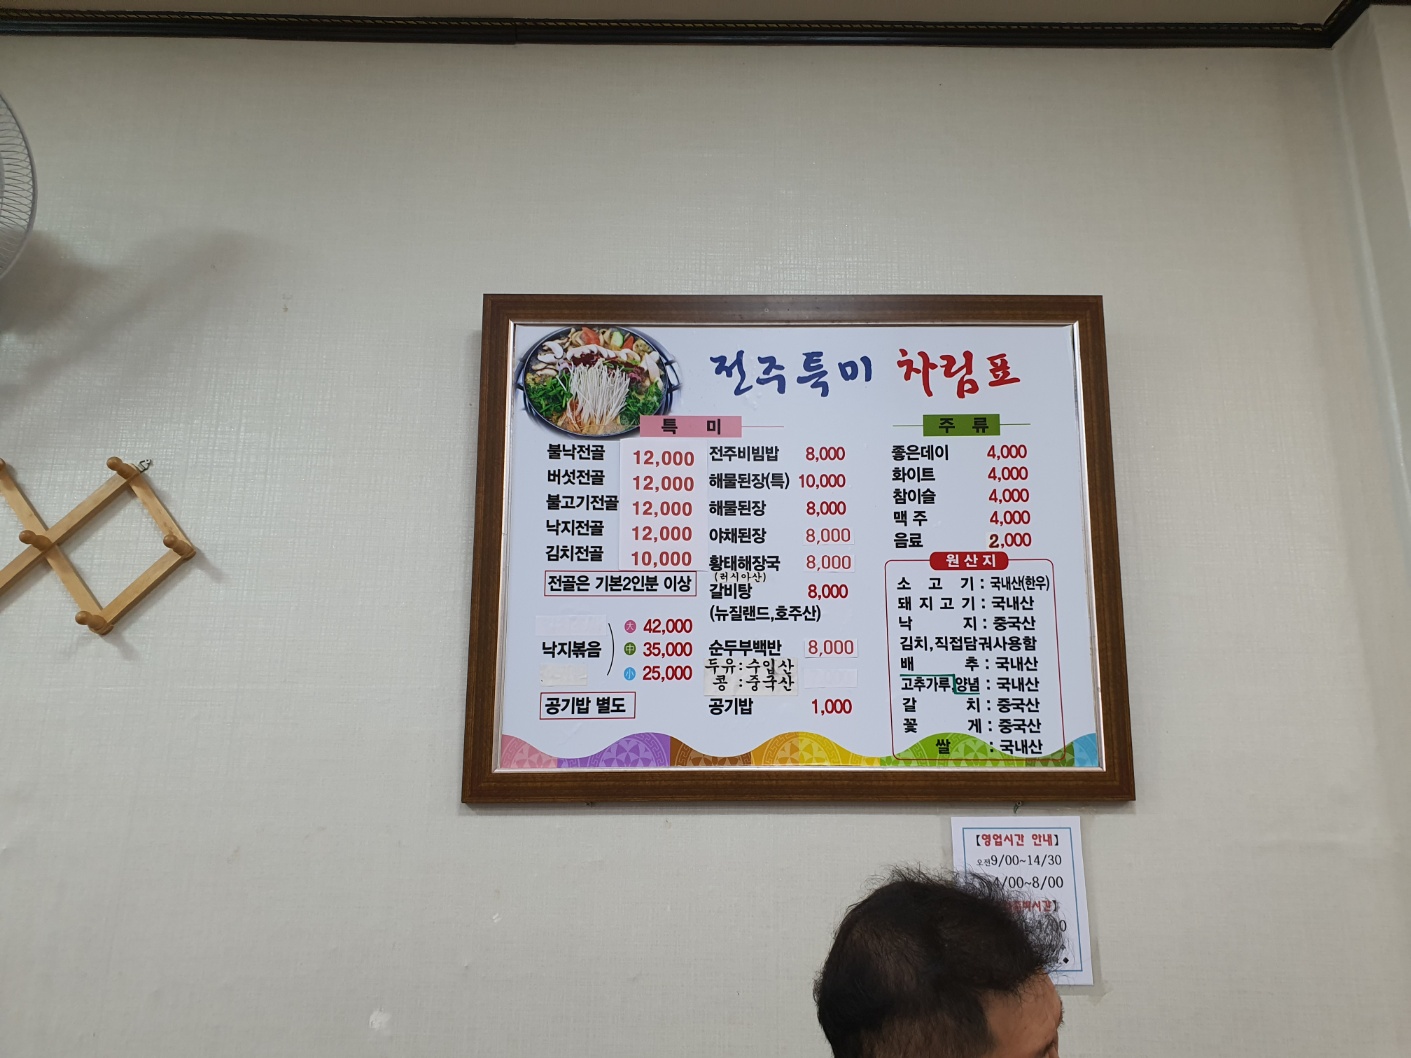 전주특미 차림표
특 미
불낙전골 12,000
버섯전골 12,000
불고기전골 12,000
낙지전골 12,000
김치전골 10,000
전골은 기본2인분 이상
낙지볶음
大 42,000
中 35,000
小 25,000
공기밥 별도
전주비빔밥 8,000
해물된장(특) 10,000
해물된장 8,000
야채된장 8,000
황태해장국 8,000
(러시아산)
갈비탕 8,000
(뉴질랜드,호주산)
순두부백반 8,000
두유:수입산
콩 :중국산
공기밥 1,000
주 류
좋은데이 4,000
화이트 4,000
참이슬 4,000
맥 주 4,000
음료 2,000
원산지
소 고 기 : 국내산(한우)
돼 지 고 기 : 국내산
낙 지 : 중국산
김치,직접담궈사용함
배 추 : 국내산
고추가루,양념 : 국내산
갈 치 : 중국산
꽃 게 : 중국산
쌀 : 국내산
【영업시간 안내】
오전9/00~14/30
/00~8/00